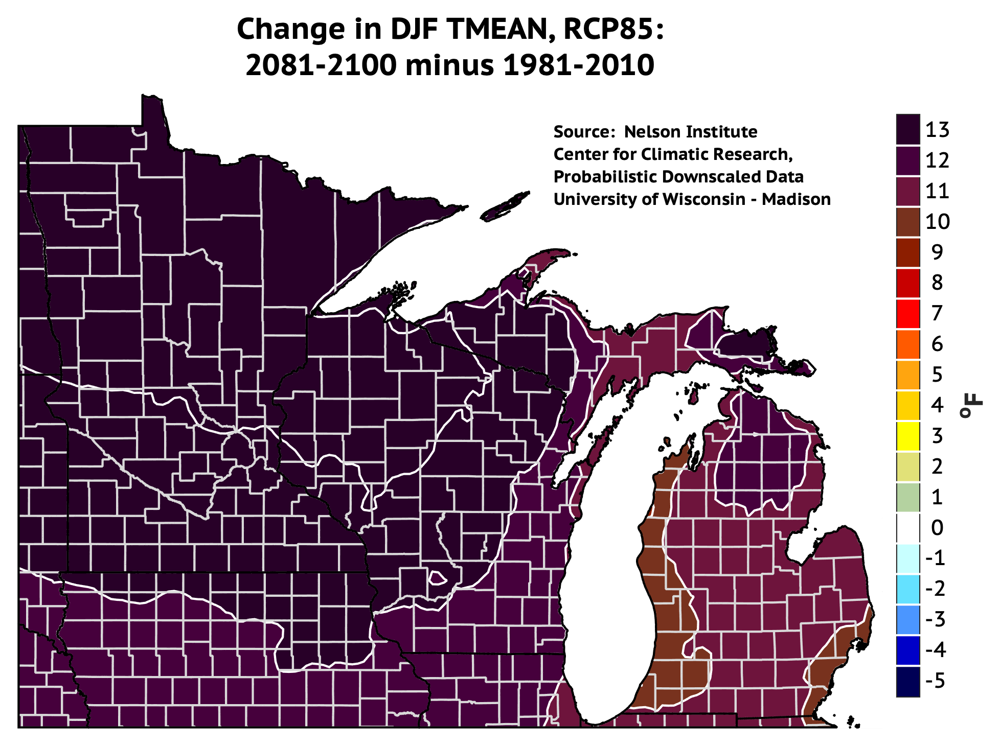 Change in DJF TMEAN, RCP85:
2081-2100 minus 1981-2010
Source:  Nelson Institute
Center for Climatic Research,
Probabilistic Downscaled Data
University of Wisconsin - Madison
13
12
11
10
9
8
7
6
5
4
3
2
1
0
-1
-2
-3
-4
-5
ºF